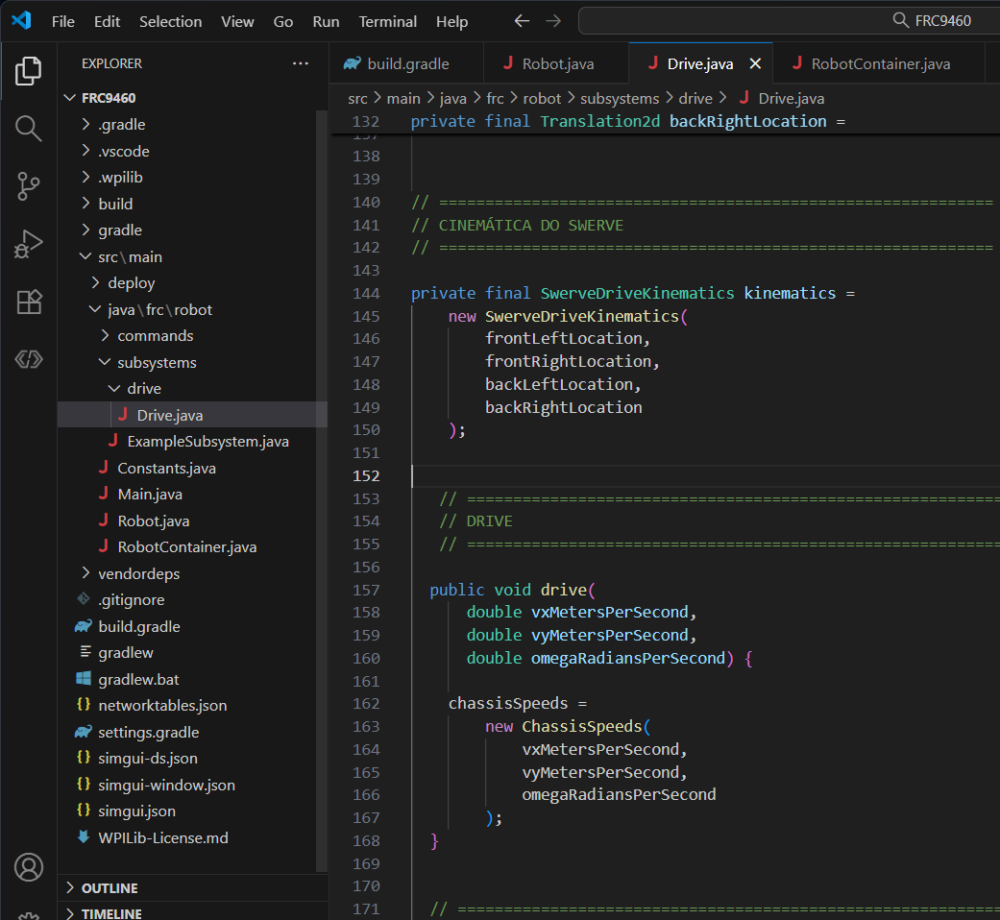 File Edit Selection View Go Run Terminal Help FRC9460
EXPLORER
FRC9460
.gradle
.vscode
.wpilib
build
gradle
src\main
deploy
java\frc\robot
commands
subsystems
drive
Drive.java
ExampleSubsystem.java
Constants.java
Main.java
Robot.java
RobotContainer.java
vendordeps
.gitignore
build.gradle
gradlew
gradlew.bat
networktables.json
settings.gradle
simgui-ds.json
simgui-window.json
simgui.json
WPILib-License.md
OUTLINE
TIMELINE
build.gradle Robot.java Drive.java RobotContainer.java
src > main > java > frc > robot > subsystems > drive > Drive.java
132 private final Translation2d backRightLocation =
137
138
139
140 // ============================================================
141 // CINEMÁTICA DO SWERVE
142 // ============================================================
143
144 private final SwerveDriveKinematics kinematics =
145 new SwerveDriveKinematics(
146 frontLeftLocation,
147 frontRightLocation,
148 backLeftLocation,
149 backRightLocation
150 );
151
152
153 // ==========================================================
154 // DRIVE
155 // ==========================================================
156
157 public void drive(
158 double vxMetersPerSecond,
159 double vyMetersPerSecond,
160 double omegaRadiansPerSecond) {
161
162 chassisSpeeds =
163 new ChassisSpeeds(
164 vxMetersPerSecond,
165 vyMetersPerSecond,
166 omegaRadiansPerSecond
167 );
168 }
169
170
171 // ===========================================================